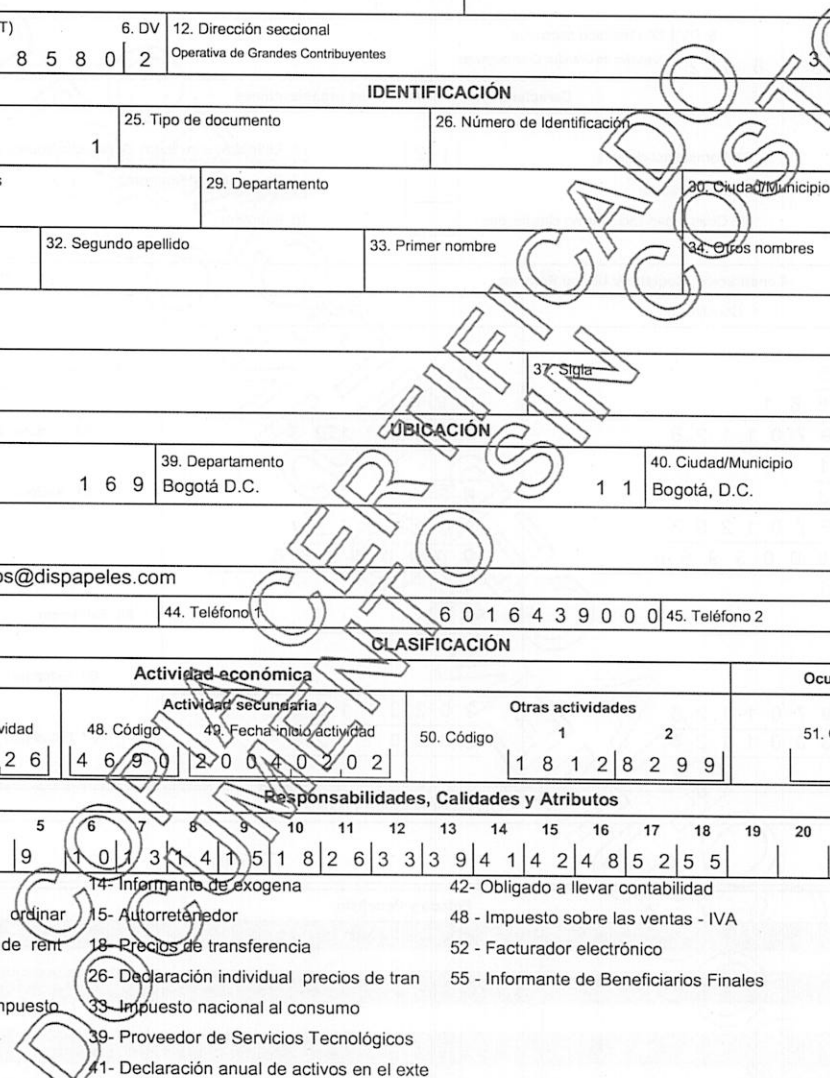 T) 6. DV 12. Dirección seccional
8 5 8 0 2 Operativa de Grandes Contribuyentes 3
IDENTIFICACIÓN
25. Tipo de documento 26. Número de Identificación
1
29. Departamento 30. Ciudad/Municipio
32. Segundo apellido 33. Primer nombre 34. Otros nombres
37. Sigla
UBICACIÓN
39. Departamento 40. Ciudad/Municipio
1 6 9 Bogotá D.C. 1 1 Bogotá, D.C.
os@dispapeles.com
44. Teléfono 1 6 0 1 6 4 3 9 0 0 0 45. Teléfono 2
CLASIFICACIÓN
Actividad económica Ocu
Actividad secundaria Otras actividades
vidad 48. Código 49. Fecha inicio actividad 50. Código 1 2 51.
2 6 4 6 9 0 2 0 0 4 0 2 0 2 1 8 1 2 8 2 9 9
Responsabilidades, Calidades y Atributos
5 6 7 8 9 10 11 12 13 14 15 16 17 18 19 20
9 1 0 1 3 1 4 1 5 1 8 2 6 3 3 3 9 4 1 4 2 4 8 5 2 5 5
14- Informante de exogena 42- Obligado a llevar contabilidad
ordinar 15- Autorretenedor 48 - Impuesto sobre las ventas - IVA
de rent 18- Precios de transferencia 52 - Facturador electrónico
26- Declaración individual precios de tran 55 - Informante de Beneficiarios Finales
mpuesto 33- Impuesto nacional al consumo
39- Proveedor de Servicios Tecnológicos
41- Declaración anual de activos en el exte
COPIA CERTIFICADO
DOCUMENTO SIN COSTO